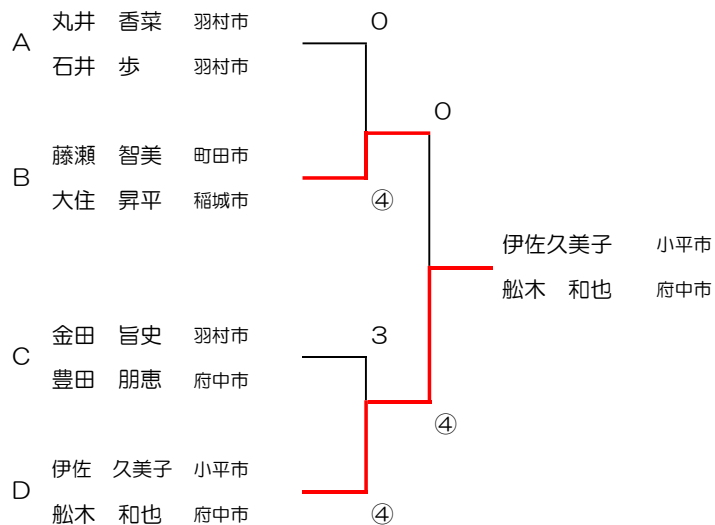 丸井　香菜　羽村市　0
A
石井　歩　羽村市
0
藤瀬　智美　町田市
B
大住　昇平　稲城市　④
伊佐久美子　小平市
舩木　和也　府中市
金田　旨史　羽村市　3
C
豊田　朋恵　府中市
④
伊佐　久美子　小平市
D
舩木　和也　府中市　④